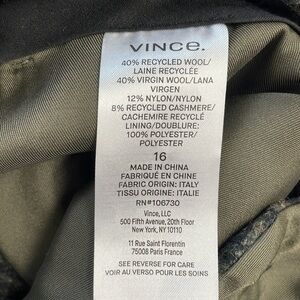 VINCE.
40% RECYCLED WOOL/
LAINE RECYCLÉE
40% VIRGIN WOOL/LANA
VIRGEN
12% NYLON/NYLON
8% RECYCLED CASHMERE/
CACHEMIRE RECYCLÉ
LINING/DOUBLURE:
100% POLYESTER/
POLYESTER
16
MADE IN CHINA
FABRIQUÉ EN CHINE
FABRIC ORIGIN: ITALY
TISSU ORIGINE: ITALIE
RN#106730
Vince, LLC
500 Fifth Avenue, 20th Floor
New York, NY 10110
11 Rue Saint Florentin
75008 Paris France
SEE REVERSE FOR CARE
VOIR AU VERSO POUR LES SOINS